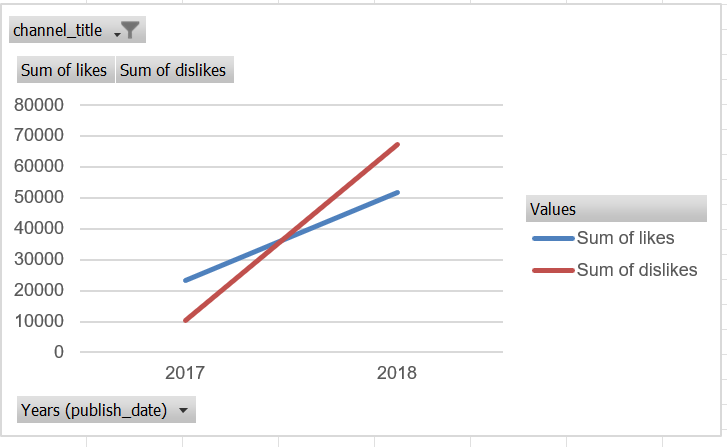 channel_title
Sum of likes Sum of dislikes
80000
70000
60000
50000
40000
30000
20000
10000
0
2017 2018
Values
Sum of likes
Sum of dislikes
Years (publish_date)